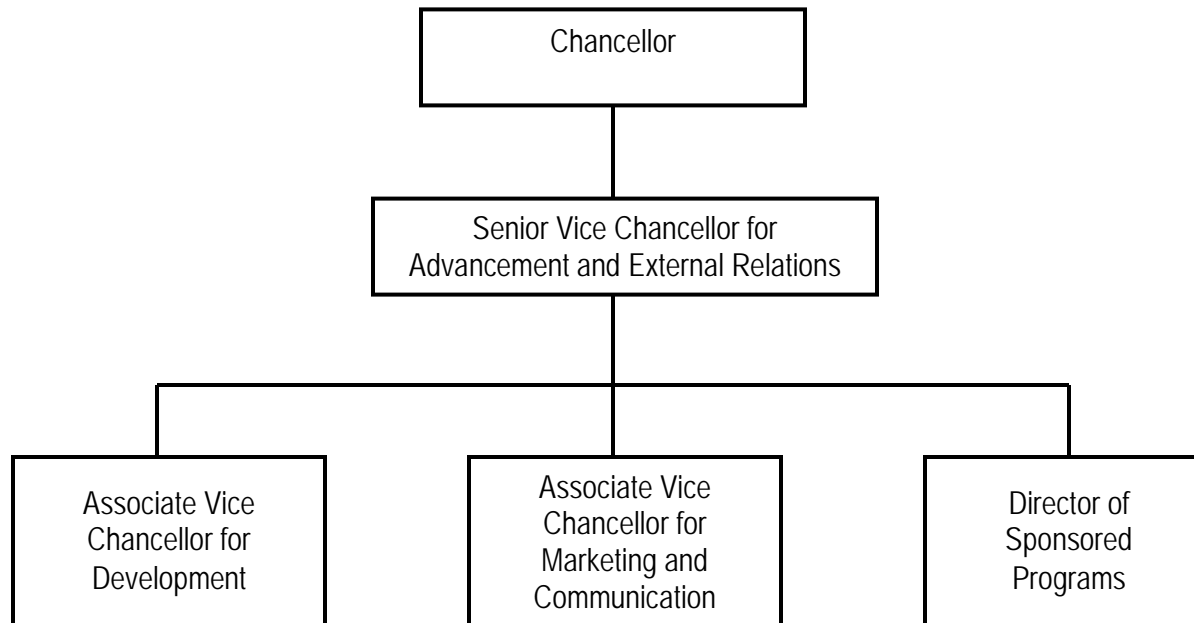 Chancellor
Senior Vice Chancellor for
Advancement and External Relations
Associate Vice
Chancellor for
Development
Associate Vice
Chancellor for
Marketing and
Communication
Director of
Sponsored
Programs